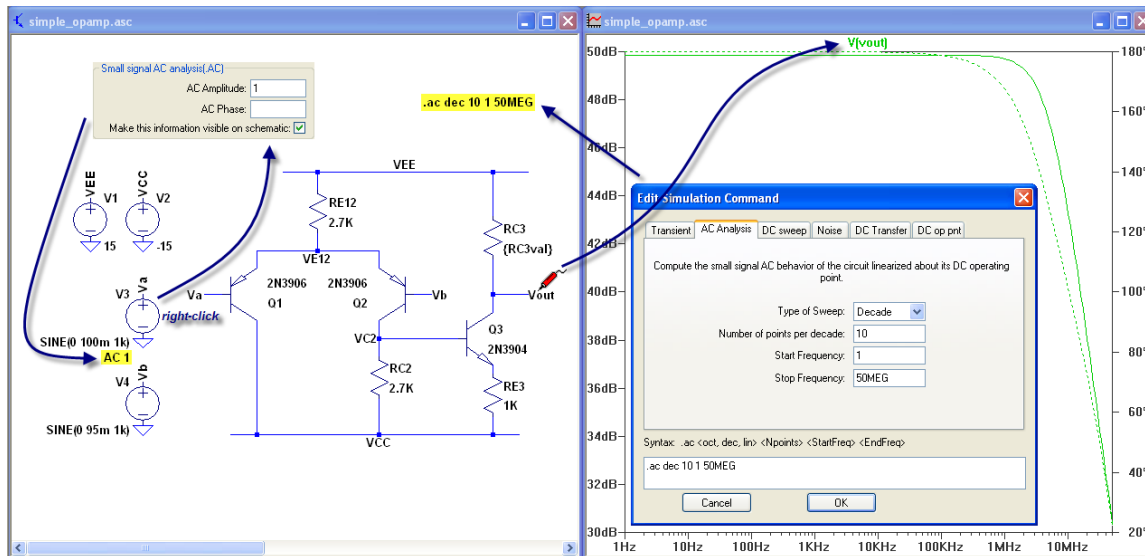 simple_opamp.asc
Small signal AC analysis(.AC)
AC Amplitude: 1
AC Phase:
Make this information visible on schematic:
.ac dec 10 1 50MEG
VEE
VEE
V1
15
VCC
V2
-15
RE12
2.7K
RC3
{RC3val}
VE12
Va
V3
right-click
SINE(0 100m 1k)
AC 1
Va
2N3906
Q1
2N3906
Q2
Vb
Vout
Q3
2N3904
VC2
RC2
2.7K
RE3
1K
Vb
V4
SINE(0 95m 1k)
VCC
simple_opamp.asc
V(vout)
50dB
48dB
46dB
44dB
42dB
40dB
38dB
36dB
34dB
32dB
30dB
180°
160°
140°
120°
100°
80°
60°
40°
20°
1Hz
10Hz
100Hz
1KHz
10KHz
100KHz
1MHz
10MHz
Edit Simulation Command
Transient
AC Analysis
DC sweep
Noise
DC Transfer
DC op pnt
Compute the small signal AC behavior of the circuit linearized about its DC operating
point.
Type of Sweep: Decade
Number of points per decade: 10
Start Frequency: 1
Stop Frequency: 50MEG
Syntax: .ac <oct, dec, lin> <Npoints> <StartFreq> <EndFreq>
.ac dec 10 1 50MEG
Cancel
OK